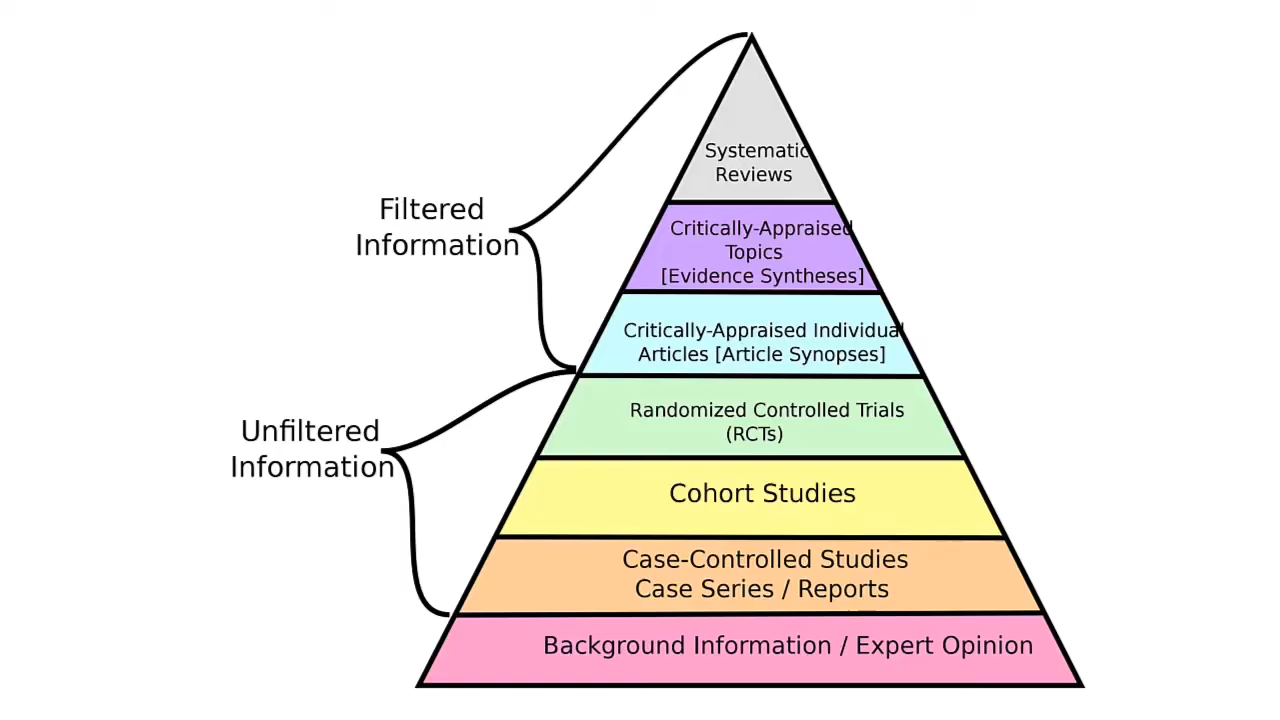 Systematic
Reviews
Filtered
Information
Critically-Appraised
Topics
[Evidence Syntheses]
Critically-Appraised Individual
Articles [Article Synopses]
Randomized Controlled Trials
(RCTs)
Unfiltered
Information
Cohort Studies
Case-Controlled Studies
Case Series / Reports
Background Information / Expert Opinion